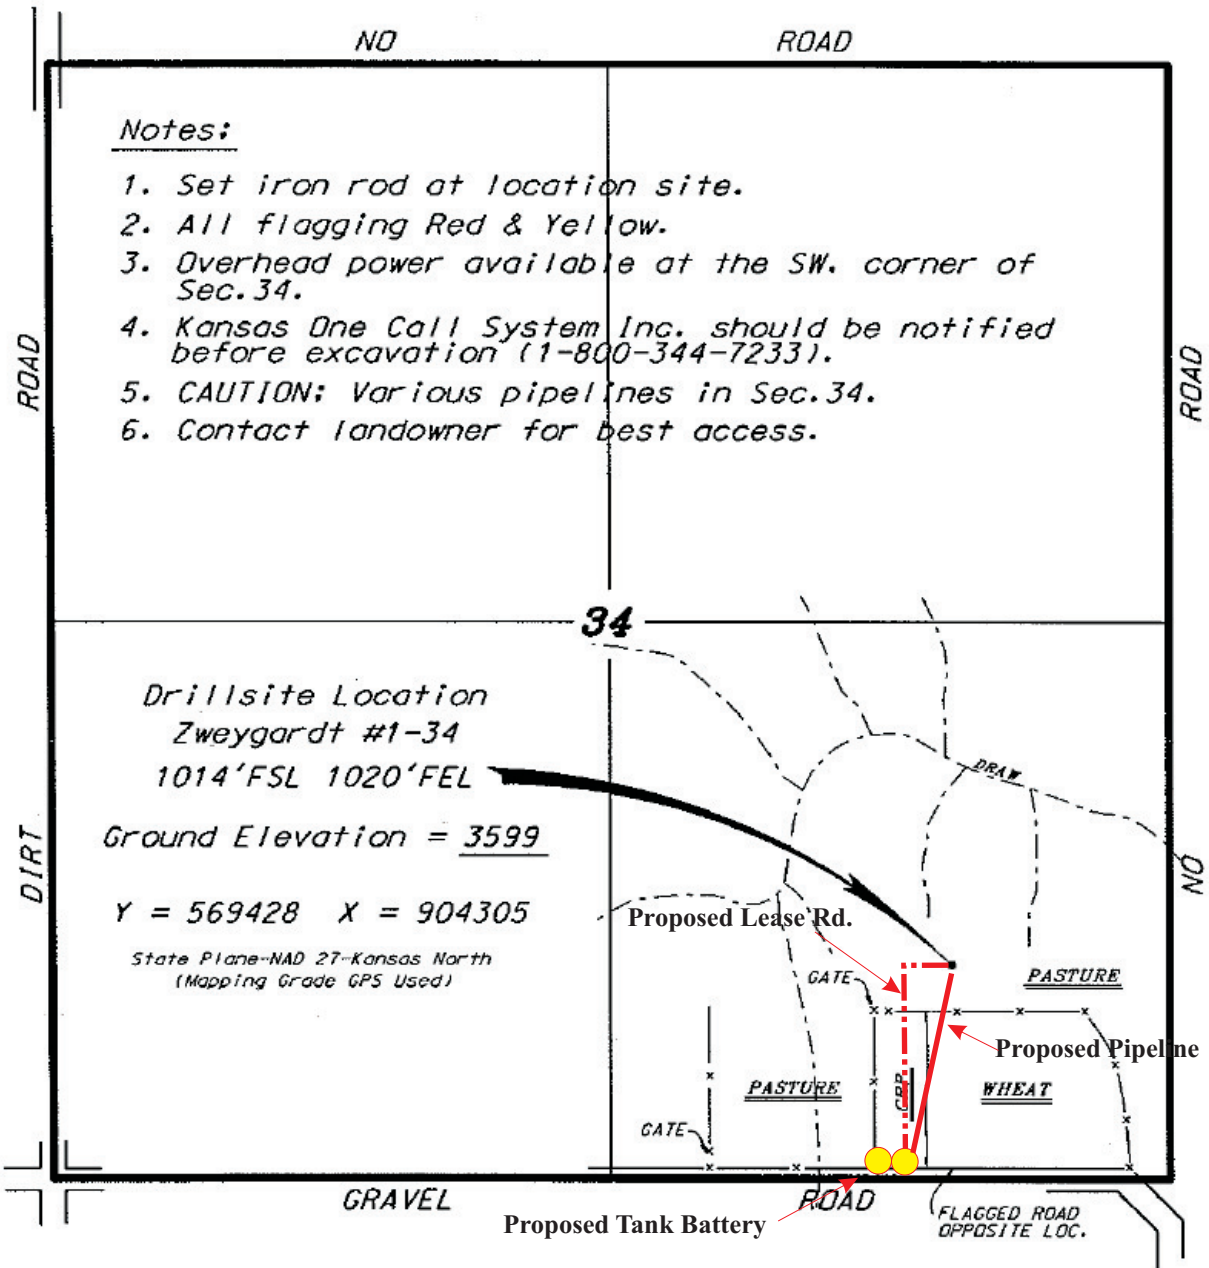 NO ROAD
Notes:
1. Set iron rod at location site.
2. All flagging Red & Yellow.
3. Overhead power available at the SW. corner of
Sec.34.
4. Kansas One Call System Inc. should be notified
before excavation (1-800-344-7233).
5. CAUTION: Various pipelines in Sec.34.
6. Contact landowner for best access.
ROAD
ROAD
34
Drillsite Location
Zweygardt #1-34
1014'FSL 1020'FEL
Ground Elevation = 3599
Y = 569428 X = 904305
State Plane-NAD 27-Kansas North
(Mapping Grade GPS Used)
DIRT
NO
DRAW
Proposed Lease Rd.
GATE
PASTURE
Proposed Pipeline
PASTURE
CRP
WHEAT
GATE
GRAVEL ROAD
Proposed Tank Battery
FLAGGED ROAD
OPPOSITE LOC.